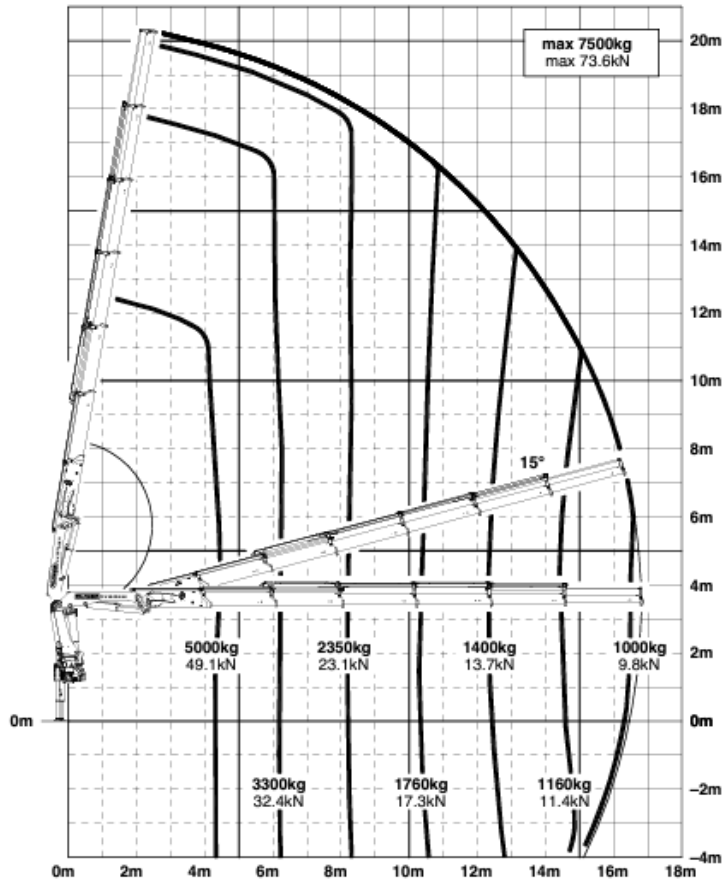 max 7500kg
max 73.6kN
20m
18m
16m
14m
12m
10m
8m
15°
6m
4m
5000kg
49.1kN
2350kg
23.1kN
1400kg
13.7kN
1000kg
9.8kN
2m
0m
0m
3300kg
32.4kN
1760kg
17.3kN
1160kg
11.4kN
–2m
–4m
0m
2m
4m
6m
8m
10m
12m
14m
16m
18m